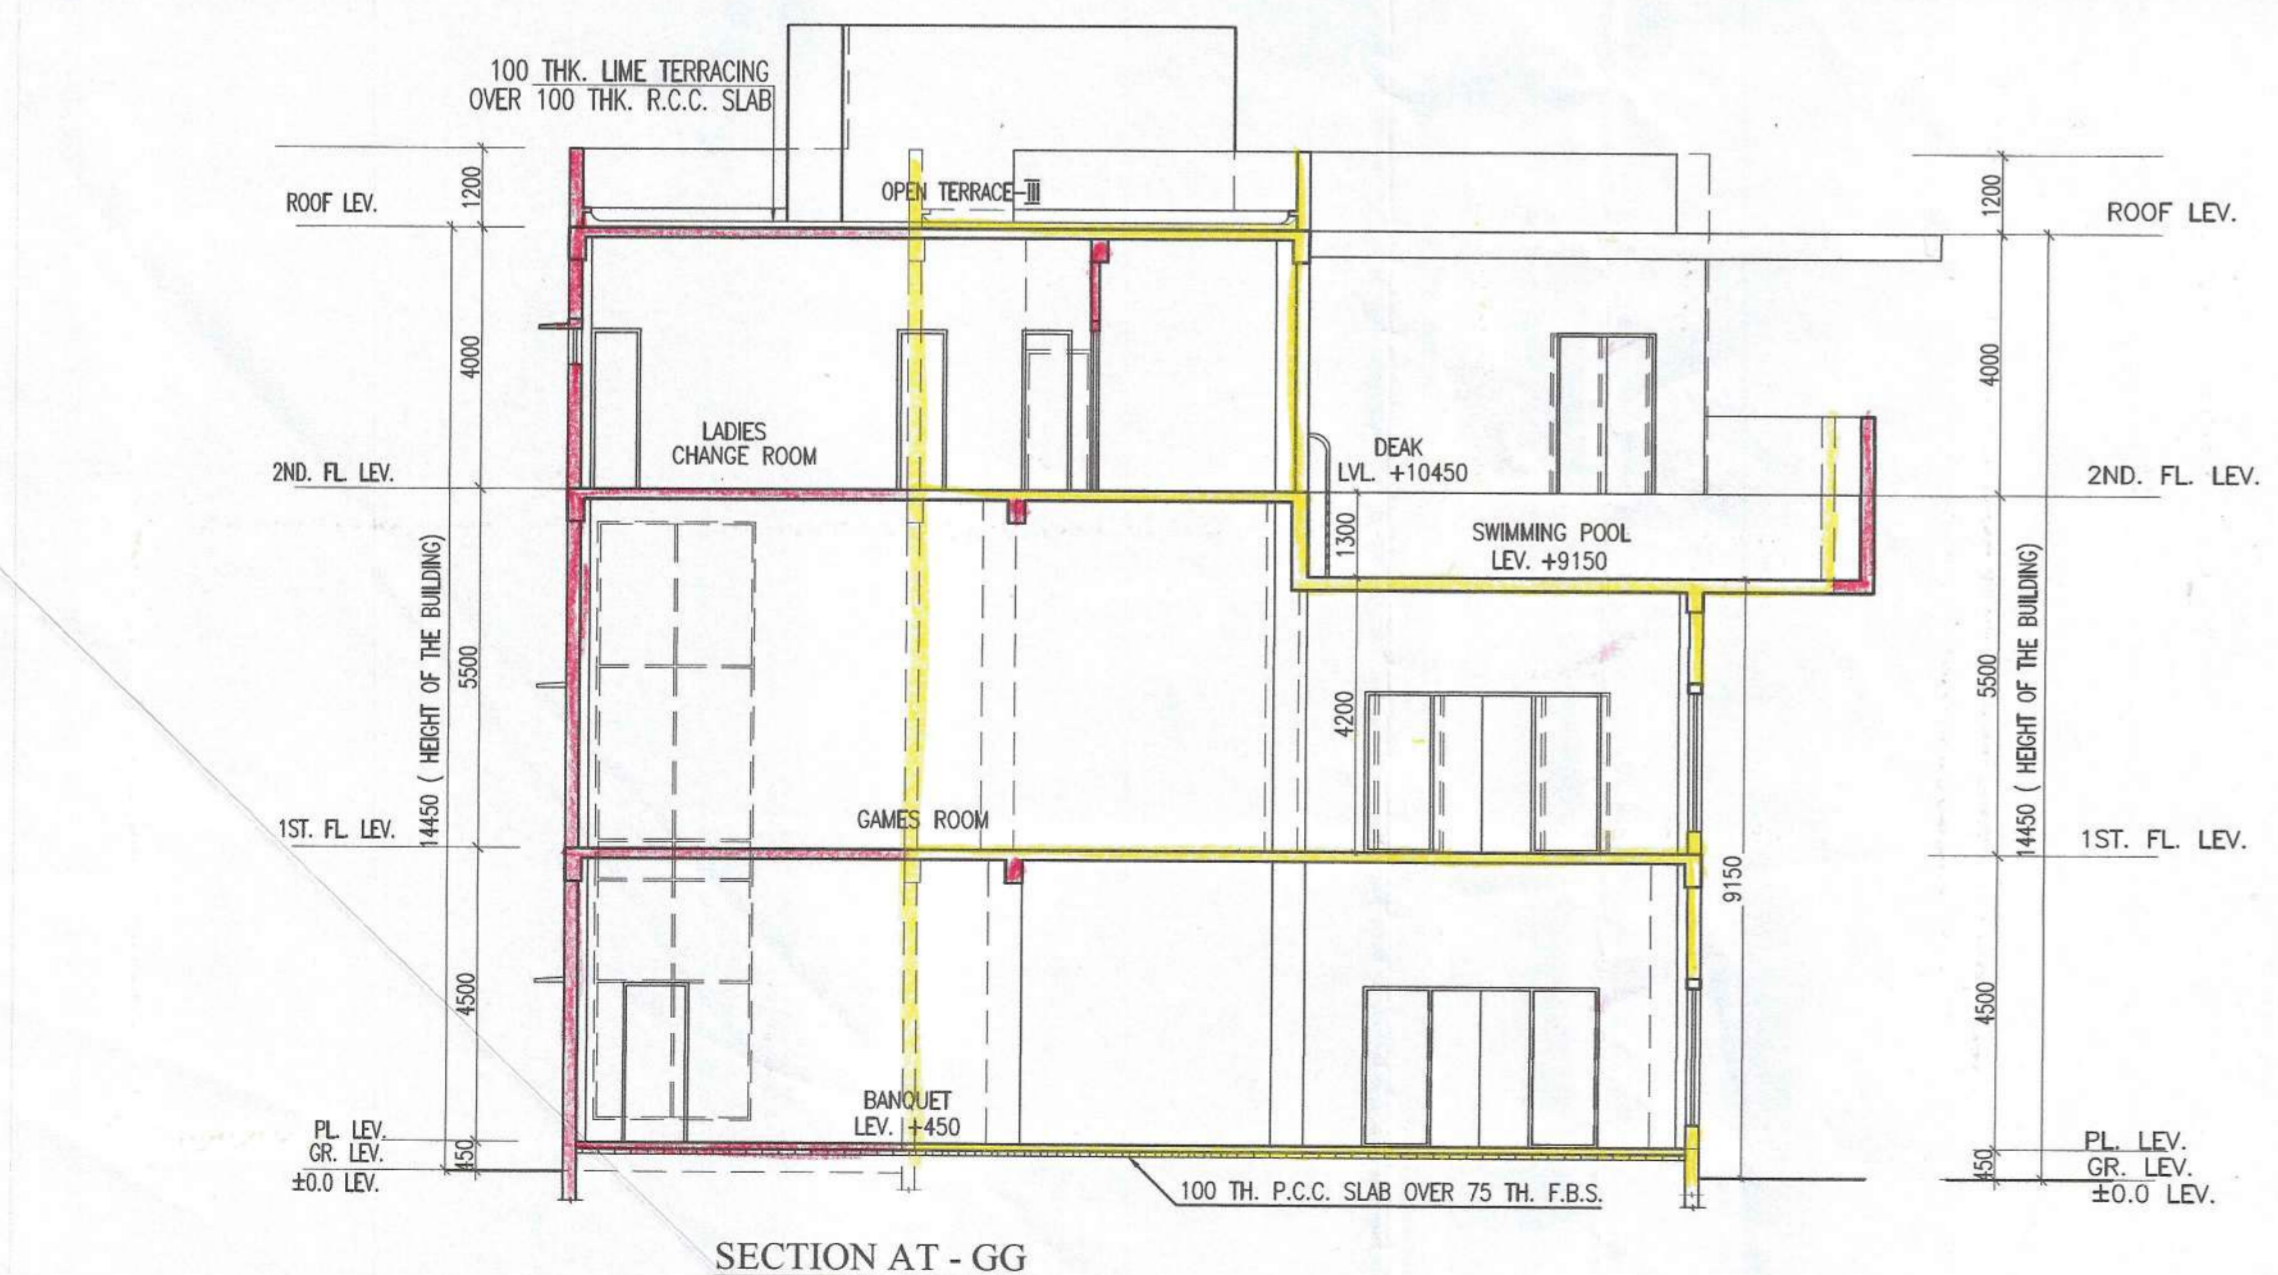 100 THK. LIME TERRACING
OVER 100 THK. R.C.C. SLAB
1200
ROOF LEV.
OPEN TERRACE-III
1200
ROOF LEV.
4000
4000
LADIES
CHANGE ROOM
DEAK
LVL. +10450
2ND. FL. LEV.
2ND. FL. LEV.
1300
SWIMMING POOL
LEV. +9150
14450 ( HEIGHT OF THE BUILDING)
5500
4200
5500
14450 ( HEIGHT OF THE BUILDING)
GAMES ROOM
1ST. FL. LEV.
1ST. FL. LEV.
9150
4500
4500
BANQUET
LEV. +450
PL. LEV.
GR. LEV.
±0.0 LEV.
450
450
PL. LEV.
GR. LEV.
±0.0 LEV.
100 TH. P.C.C. SLAB OVER 75 TH. F.B.S.
SECTION AT - GG